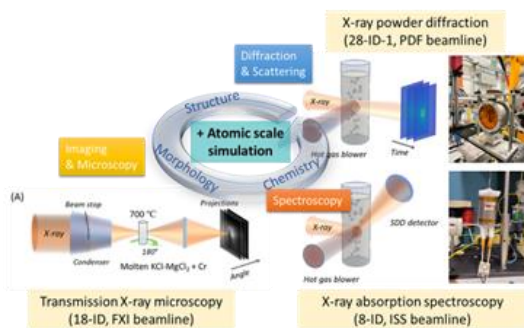 X-ray powder diffraction
(28-ID-1, PDF beamline)
Diffraction
& Scattering
X-ray
Hot gas blower
Time
Structure
Imaging
& Microscopy
+ Atomic scale
simulation
Morphology
Chemistry
Spectroscopy
SDD detector
X-ray
Hot gas blower
(A)
Beam stop
700 °C
Projections
X-ray
180°
Condenser
Molten KCl-MgCl2 + Cr
Angle
Transmission X-ray microscopy
(18-ID, FXI beamline)
X-ray absorption spectroscopy
(8-ID, ISS beamline)